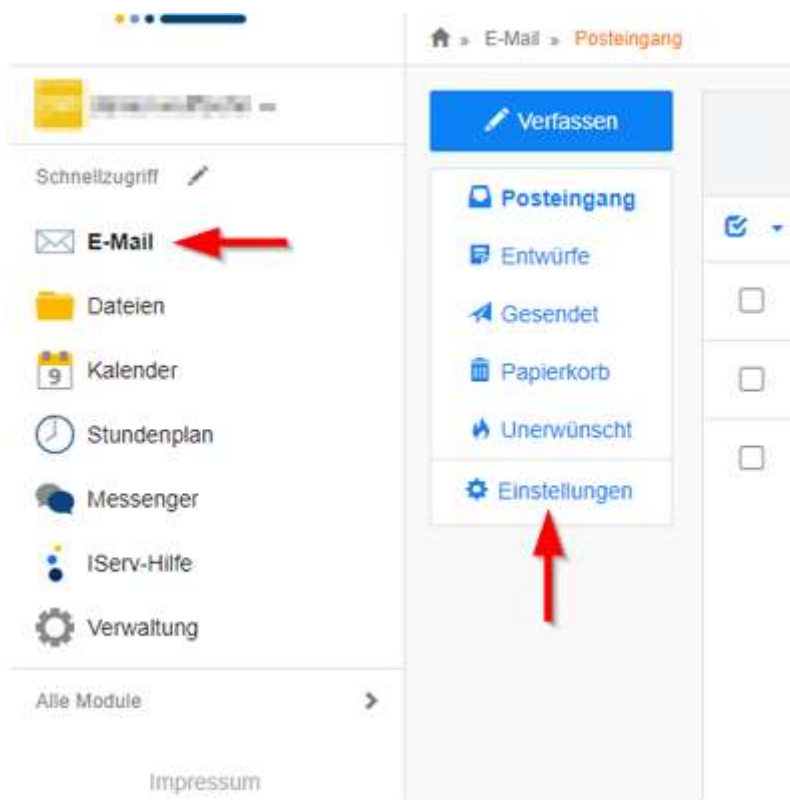 E-Mail » Posteingang
Schnellzugriff
E-Mail
Dateien
9
Kalender
Stundenplan
Messenger
IServ-Hilfe
Verwaltung
Alle Module
Impressum
Verfassen
Posteingang
Entwürfe
Gesendet
Papierkorb
Unerwünscht
Einstellungen